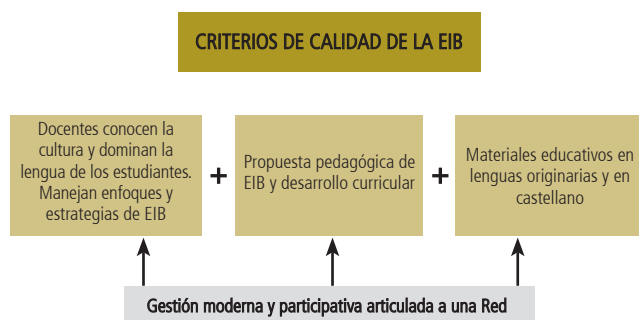 CRITERIOS DE CALIDAD DE LA EIB
Docentes conocen la
cultura y dominan la
lengua de los estudiantes.
Manejan enfoques y
estrategias de EIB
+
Propuesta pedagógica de
EIB y desarrollo curricular
+
Materiales educativos en
lenguas originarias y en
castellano
Gestión moderna y participativa articulada a una Red